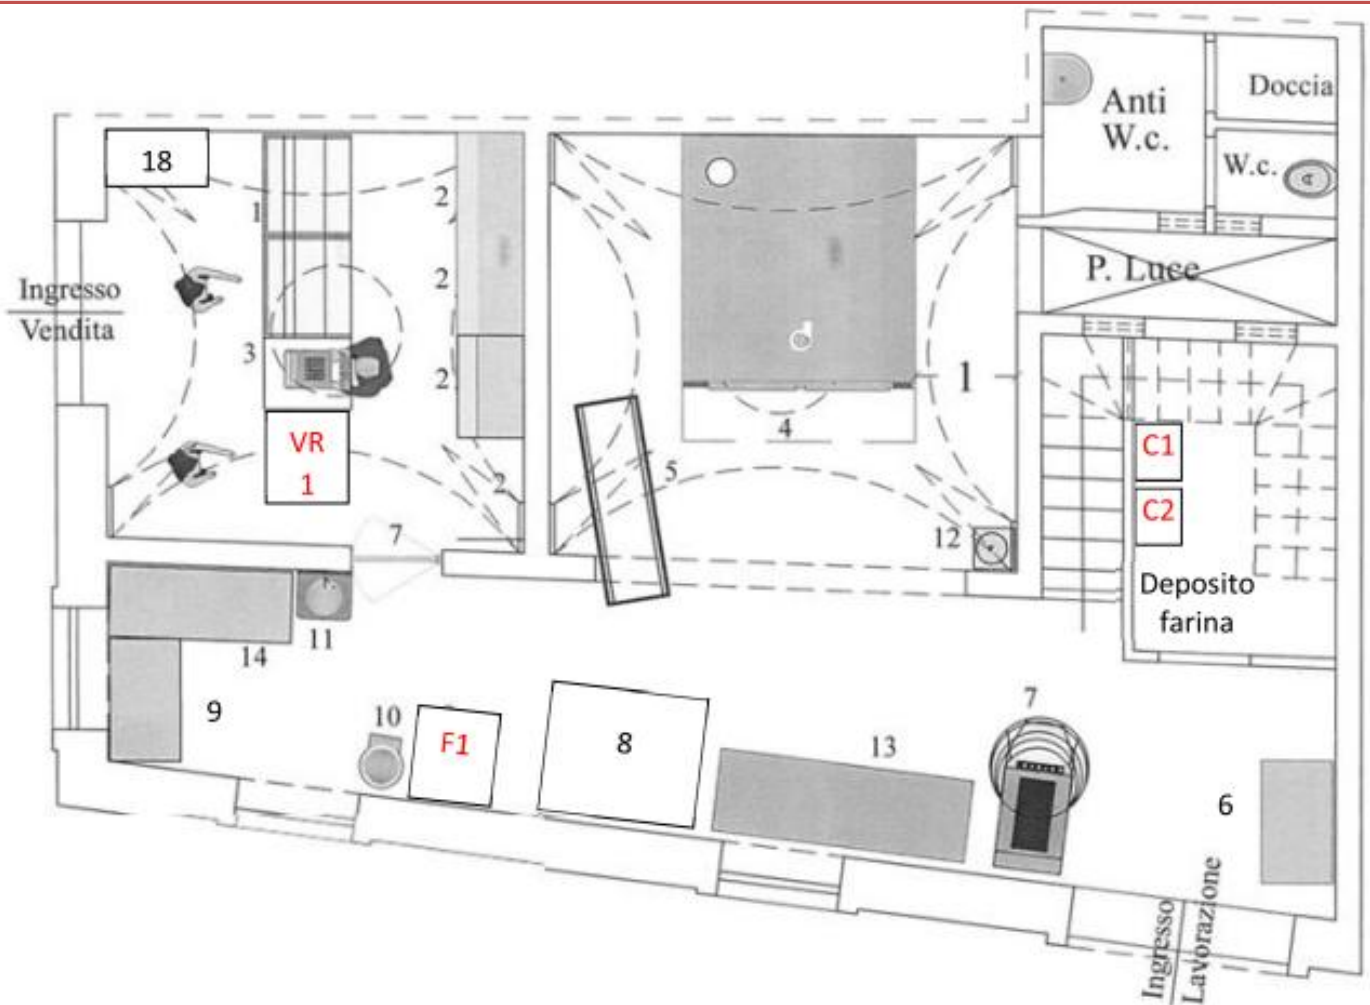 Anti
W.c.
Doccia
W.c.
P. Luce
18
1
2
2
2
2
3
Ingresso
Vendita
VR
1
7
4
5
1
12
C1
C2
Deposito
farina
14
11
9
10
F1
8
13
7
6
Ingresso
Lavorazione